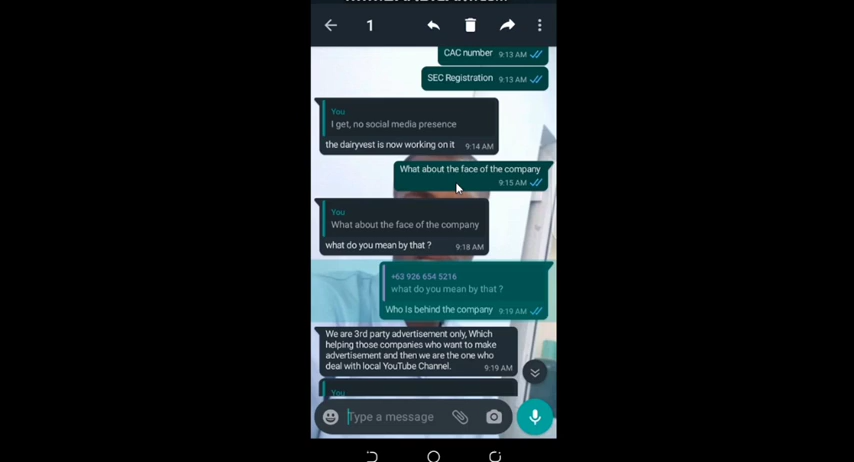 1
CAC number 9:13 AM
SEC Registration 9:13 AM
You
I get, no social media presence
the dairyvest is now working on it 9:14 AM
What about the face of the company
9:15 AM
You
What about the face of the company
what do you mean by that ? 9:18 AM
+63 926 654 5216
what do you mean by that ?
Who Is behind the company 9:19 AM
We are 3rd party advertisement only, Which
helping those companies who want to make
advertisement and then we are the one who
deal with local YouTube Channel. 9:19 AM
You
Type a message